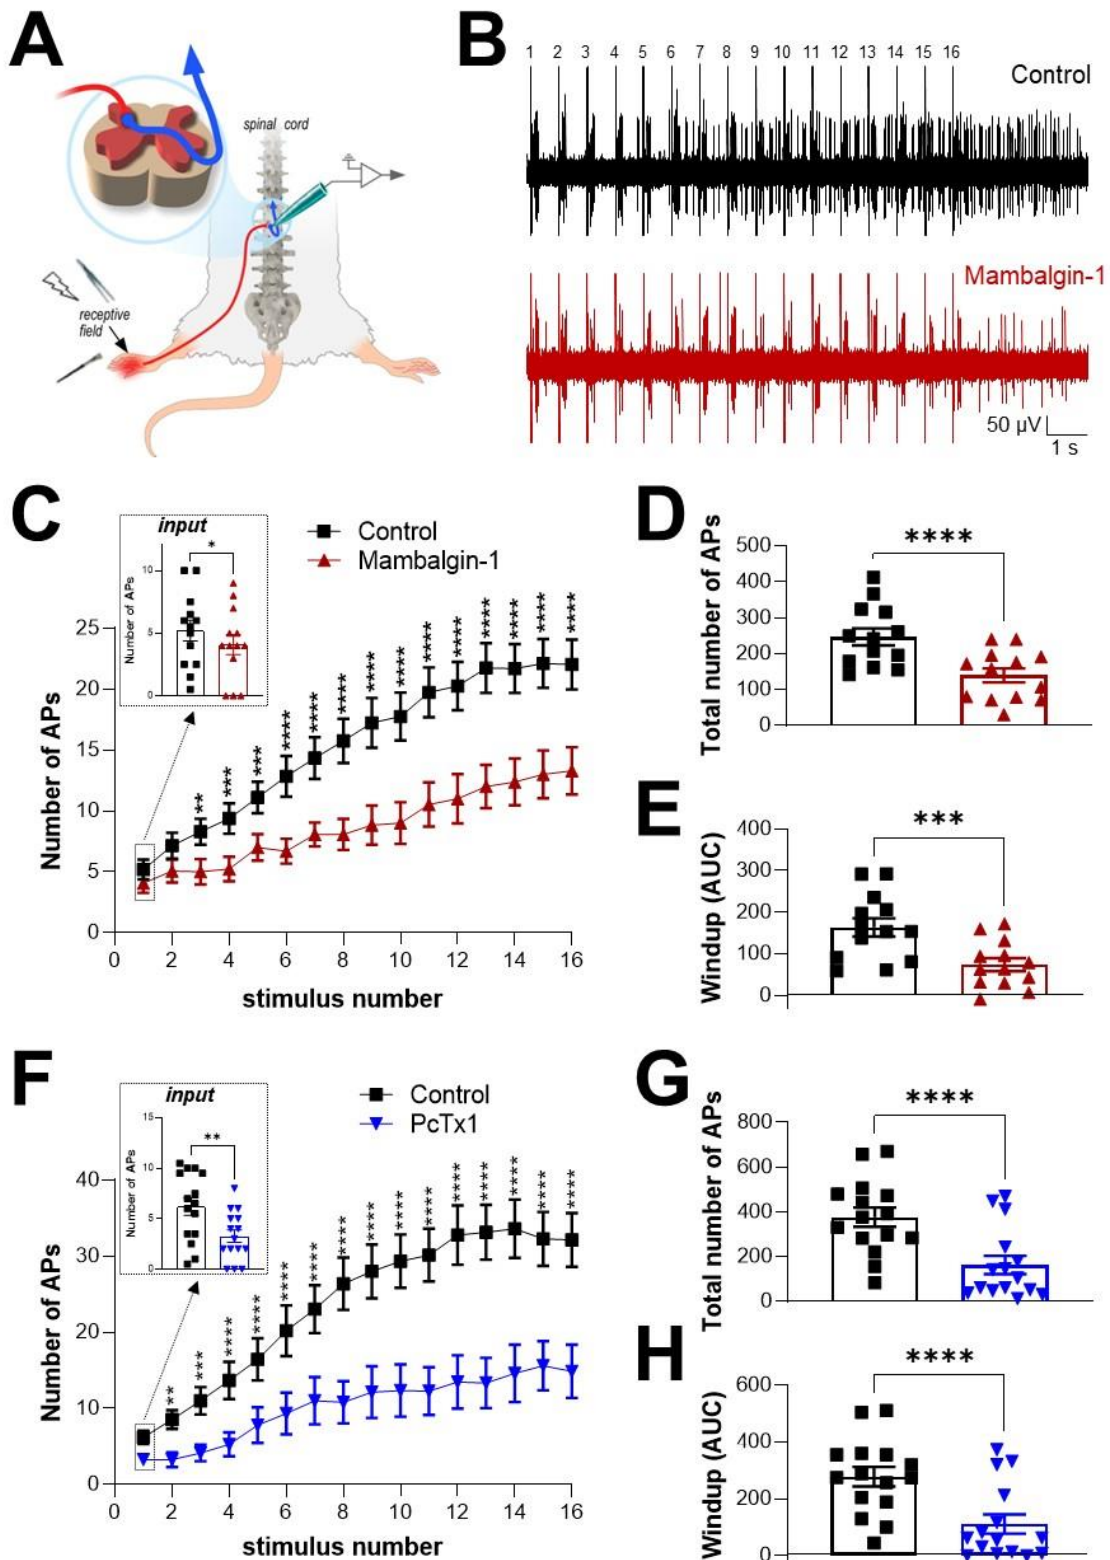 A
spinal cord
receptive
field
B
1 2 3 4 5 6 7 8 9 10 11 12 13 14 15 16
Control
Mambalgin-1
50 µV
1 s
C
input
*
Number of APs
10
5
0
Control
Mambalgin-1
** *** *** **** **** **** **** **** **** **** **** **** **** ****
Number of APs
25
20
15
10
5
0
0 2 4 6 8 10 12 14 16
stimulus number
D
****
Total number of APs
500
400
300
200
100
0
E
***
Windup (AUC)
400
300
200
100
0
F
input
**
Number of APs
15
10
5
0
Control
PcTx1
** *** **** **** **** **** **** **** **** **** **** **** **** **** ****
Number of APs
40
30
20
10
0
0 2 4 6 8 10 12 14 16
stimulus number
G
****
Total number of APs
800
600
400
200
0
H
****
Windup (AUC)
600
400
200
0